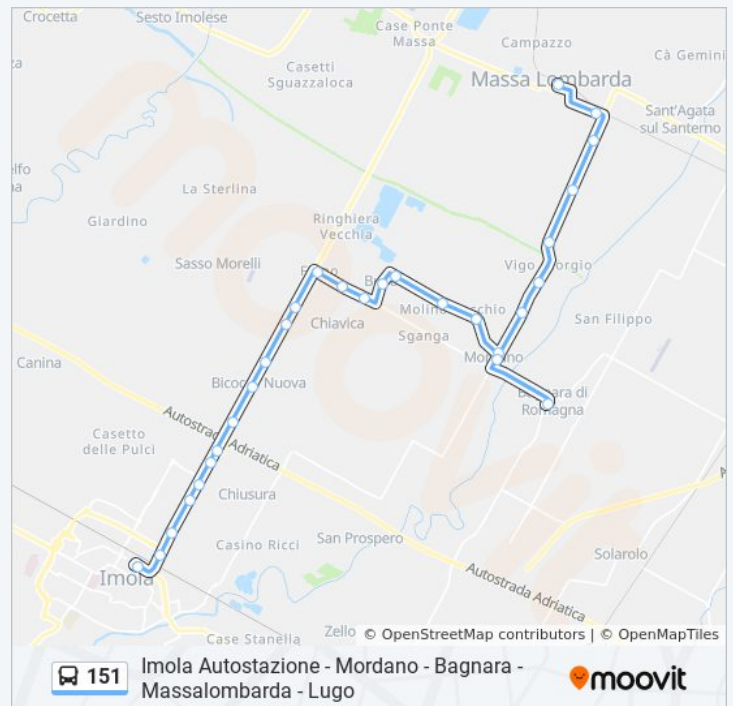 Crocetta
Sesto Imolese
Case Ponte
Massa
Campazzo
Casetti
Sguazzaloca
Massa Lombarda
Cà Gemini
Sant'Agata
sul Santerno
La Sterlina
Giardino
Ringhiera
Vecchia
Sasso Morelli
Vigo
Chiavica
Sganga
San Filippo
Canina
Bicocca Nuova
Romagna
Autostrada Adriatica
Casetto
delle Pulci
Chiusura
Casino Ricci
San Prospero
Solarolo
Imola
Autostrada Adriatica
Case Stanella
Zello
© OpenStreetMap contributors | © OpenMapTiles
151
Imola Autostazione - Mordano - Bagnara -
Massalombarda - Lugo
moovit